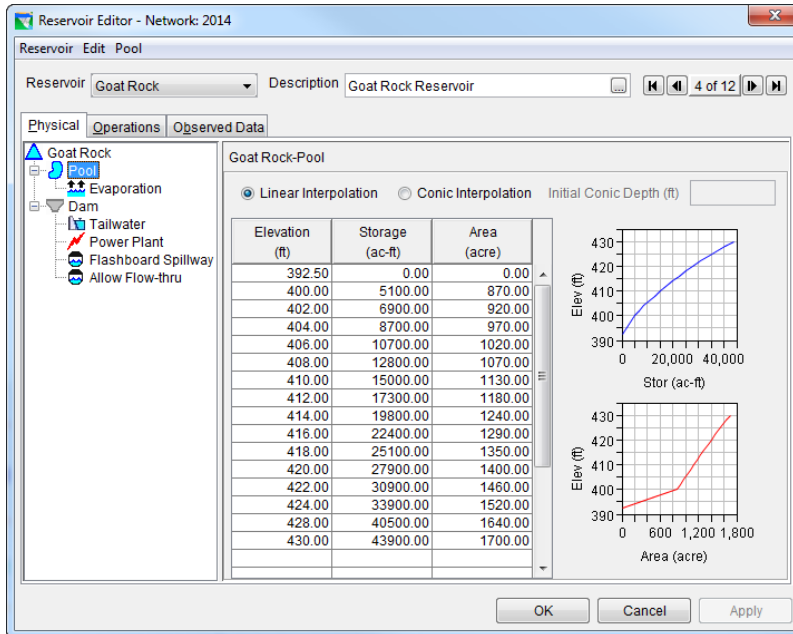 Reservoir Editor - Network: 2014
Reservoir Edit Pool
Reservoir Goat Rock Description Goat Rock Reservoir ... 4 of 12
Physical Operations Observed Data
Goat Rock
Pool
Evaporation
Dam
Tailwater
Power Plant
Flashboard Spillway
Allow Flow-thru
Goat Rock-Pool
Linear Interpolation Conic Interpolation Initial Conic Depth (ft)
Elevation Storage Area
(ft) (ac-ft) (acre)
392.50 0.00 0.00
400.00 5100.00 870.00
402.00 6900.00 920.00
404.00 8700.00 970.00
406.00 10700.00 1020.00
408.00 12800.00 1070.00
410.00 15000.00 1130.00
412.00 17300.00 1180.00
414.00 19800.00 1240.00
416.00 22400.00 1290.00
418.00 25100.00 1350.00
420.00 27900.00 1400.00
422.00 30900.00 1460.00
424.00 33900.00 1520.00
428.00 40500.00 1640.00
430.00 43900.00 1700.00
Elev (ft)
430
420
410
400
390
0 20,000 40,000
Stor (ac-ft)
Elev (ft)
430
420
410
400
390
0 600 1,200 1,800
Area (acre)
OK Cancel Apply